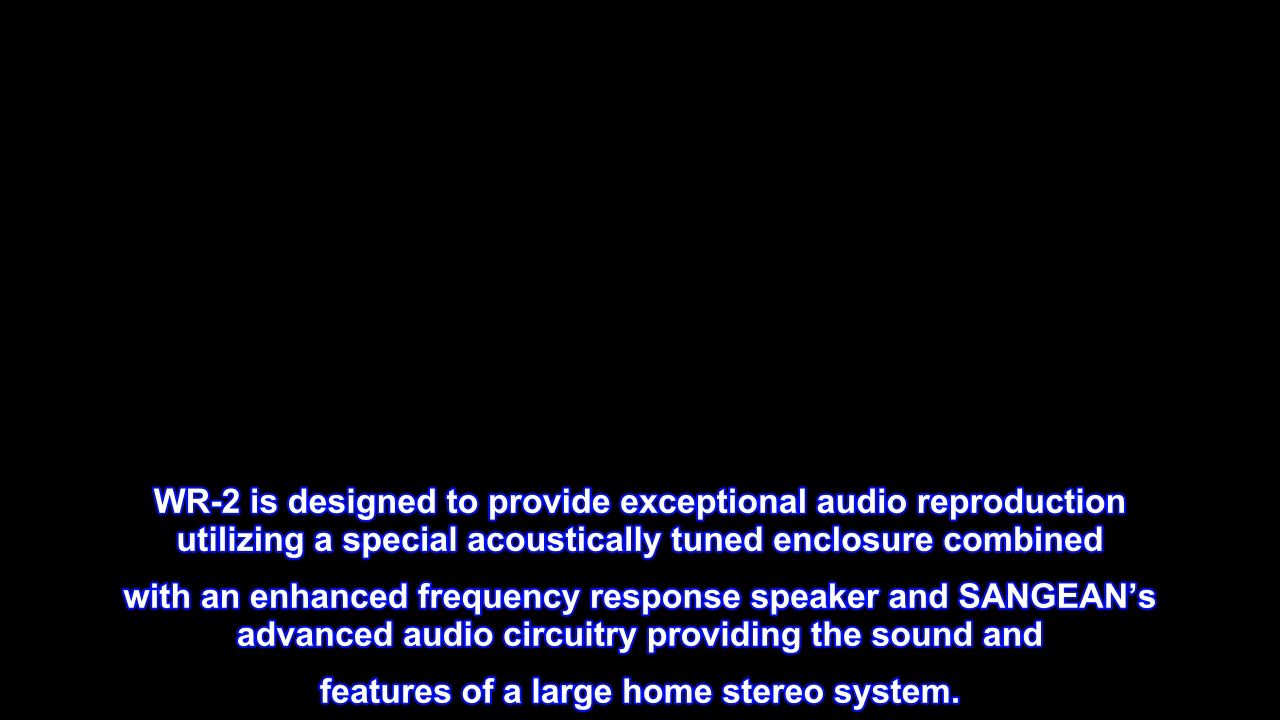 WR-2 is designed to provide exceptional audio reproduction
utilizing a special acoustically tuned enclosure combined
with an enhanced frequency response speaker and SANGEAN’s
advanced audio circuitry providing the sound and
features of a large home stereo system.